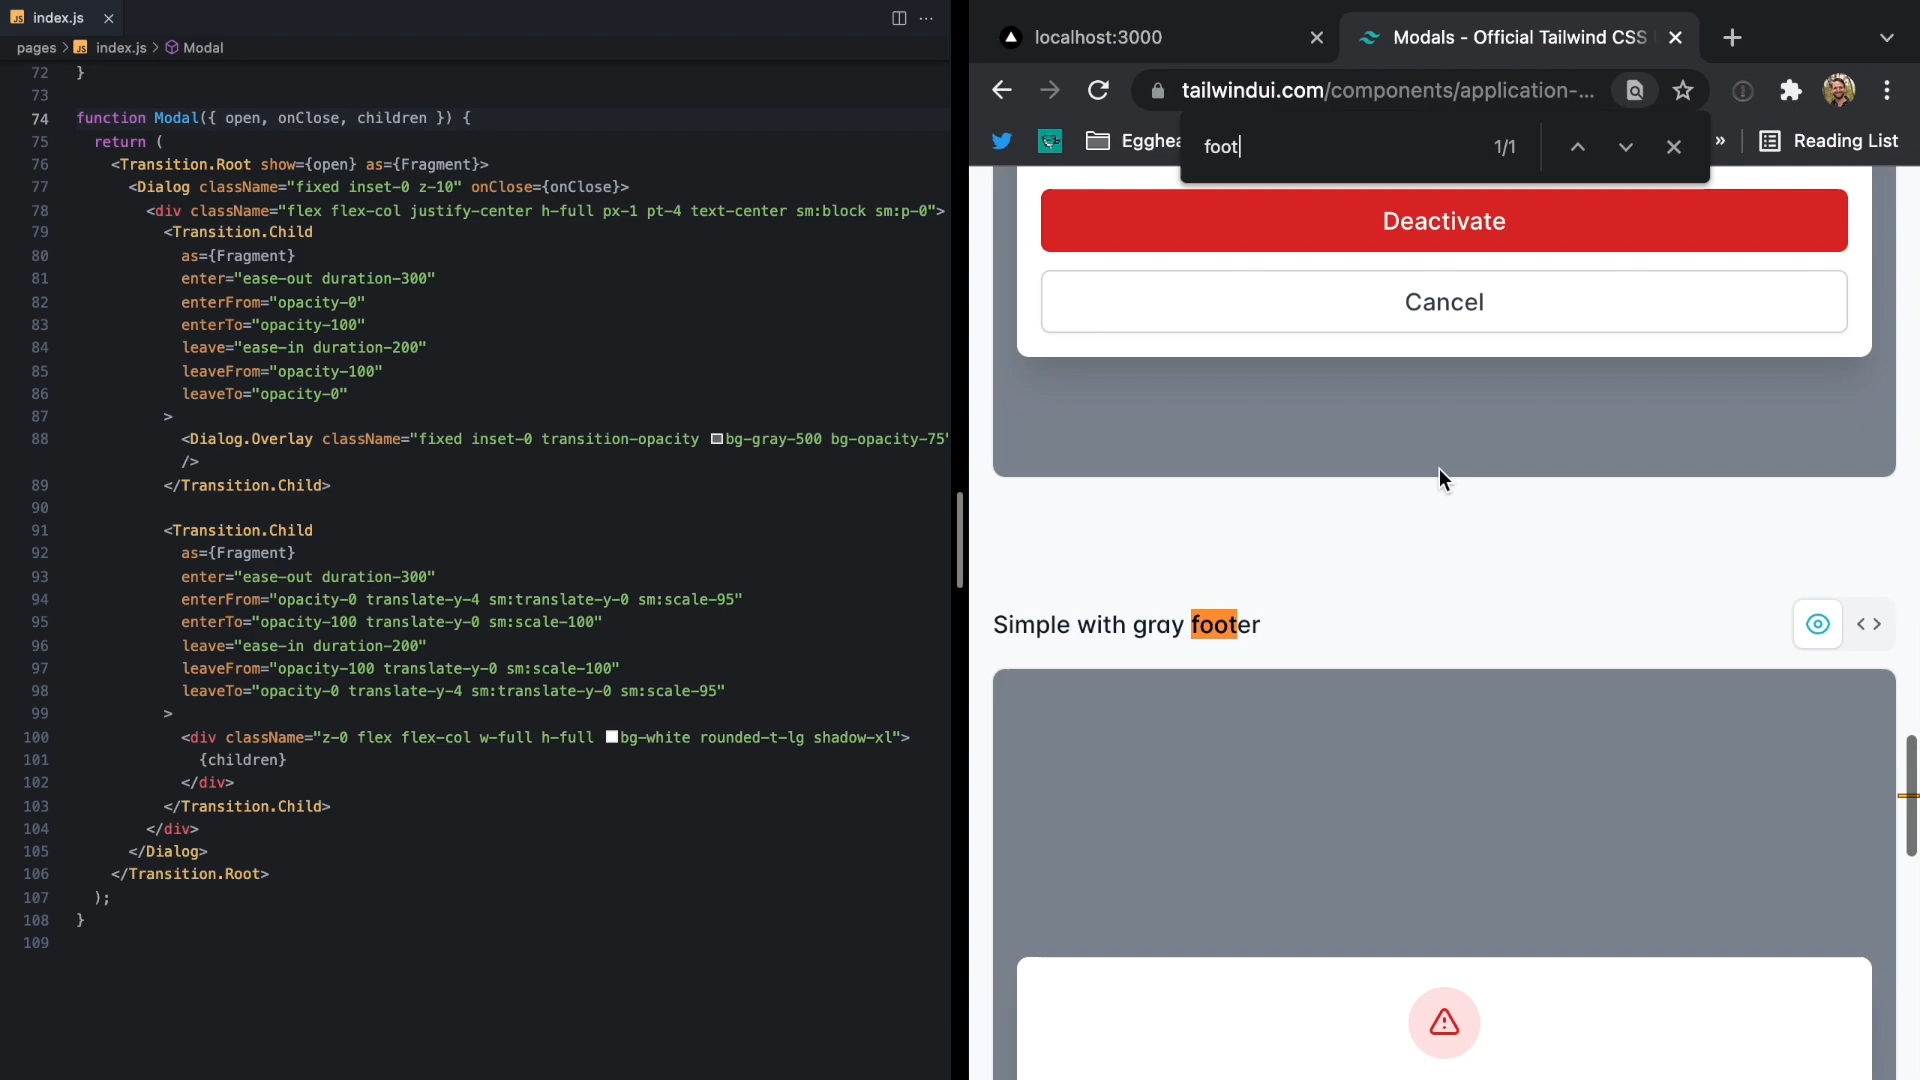 JS index.js
pages > JS index.js > Modal
72 }
73
74 function Modal({ open, onClose, children }) {
75 return (
76 <Transition.Root show={open} as={Fragment}>
77 <Dialog className="fixed inset-0 z-10" onClose={onClose}>
78 <div className="flex flex-col justify-center h-full px-1 pt-4 text-center sm:block sm:p-0">
79 <Transition.Child
80 as={Fragment}
81 enter="ease-out duration-300"
82 enterFrom="opacity-0"
83 enterTo="opacity-100"
84 leave="ease-in duration-200"
85 leaveFrom="opacity-100"
86 leaveTo="opacity-0"
87 >
88 <Dialog.Overlay className="fixed inset-0 transition-opacity bg-gray-500 bg-opacity-75"
/>
89 </Transition.Child>
90
91 <Transition.Child
92 as={Fragment}
93 enter="ease-out duration-300"
94 enterFrom="opacity-0 translate-y-4 sm:translate-y-0 sm:scale-95"
95 enterTo="opacity-100 translate-y-0 sm:scale-100"
96 leave="ease-in duration-200"
97 leaveFrom="opacity-100 translate-y-0 sm:scale-100"
98 leaveTo="opacity-0 translate-y-4 sm:translate-y-0 sm:scale-95"
99 >
100 <div className="z-0 flex flex-col w-full h-full bg-white rounded-t-lg shadow-xl">
101 {children}
102 </div>
103 </Transition.Child>
104 </div>
105 </Dialog>
106 </Transition.Root>
107 );
108 }
109
localhost:3000
Modals - Official Tailwind CSS
tailwindui.com/components/application-...
Egghea
foot
1/1
»
Reading List
Deactivate
Cancel
Simple with gray footer